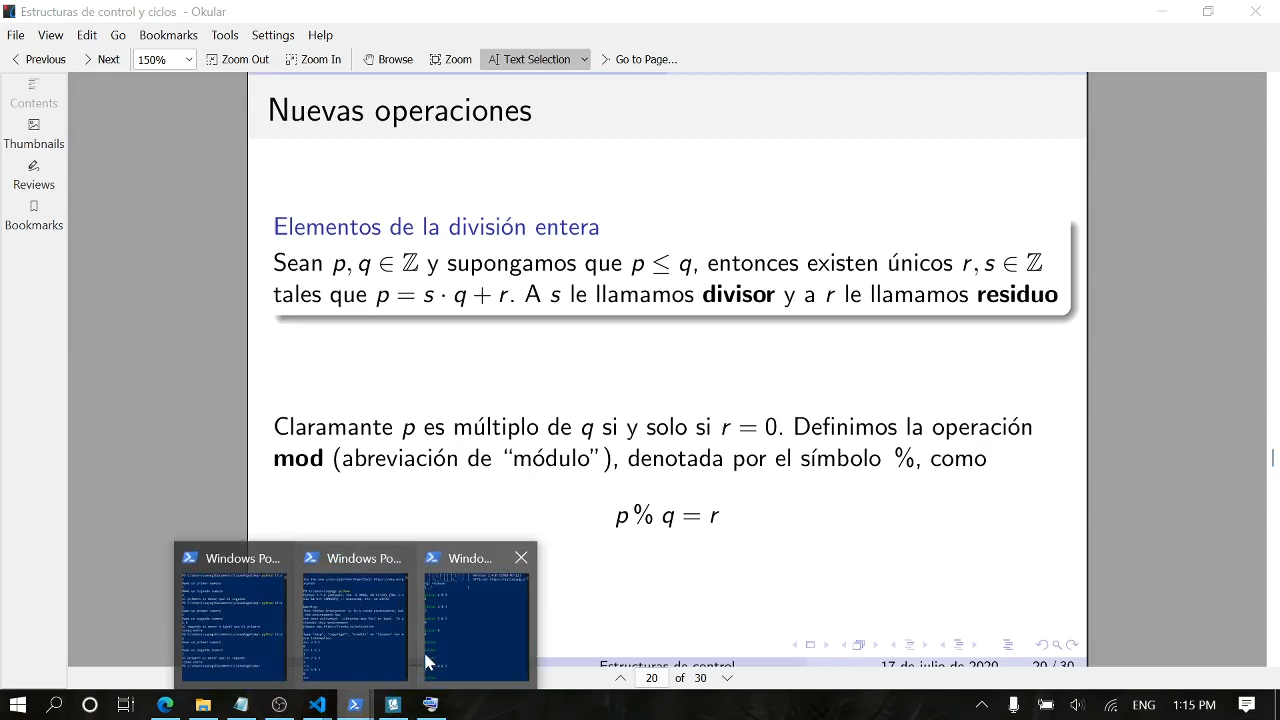 Estructuras de control y ciclos - Okular
File View Edit Go Bookmarks Tools Settings Help
Previous Next 150% Zoom Out Zoom In Browse Zoom Text Selection Go to Page...
Contents
Thumbnails
Reviews
Bookmarks
Nuevas operaciones
Elementos de la división entera
Sean p, q ∈ ℤ y supongamos que p ≤ q, entonces existen únicos r, s ∈ ℤ
tales que p = s · q + r. A s le llamamos divisor y a r le llamamos residuo
Claramante p es múltiplo de q si y solo si r = 0. Definimos la operación
mod (abreviación de “módulo”), denotada por el símbolo %, como
p % q = r
Windows Po... Windows Po... Windo...
20 of 30
ENG 1:15 PM